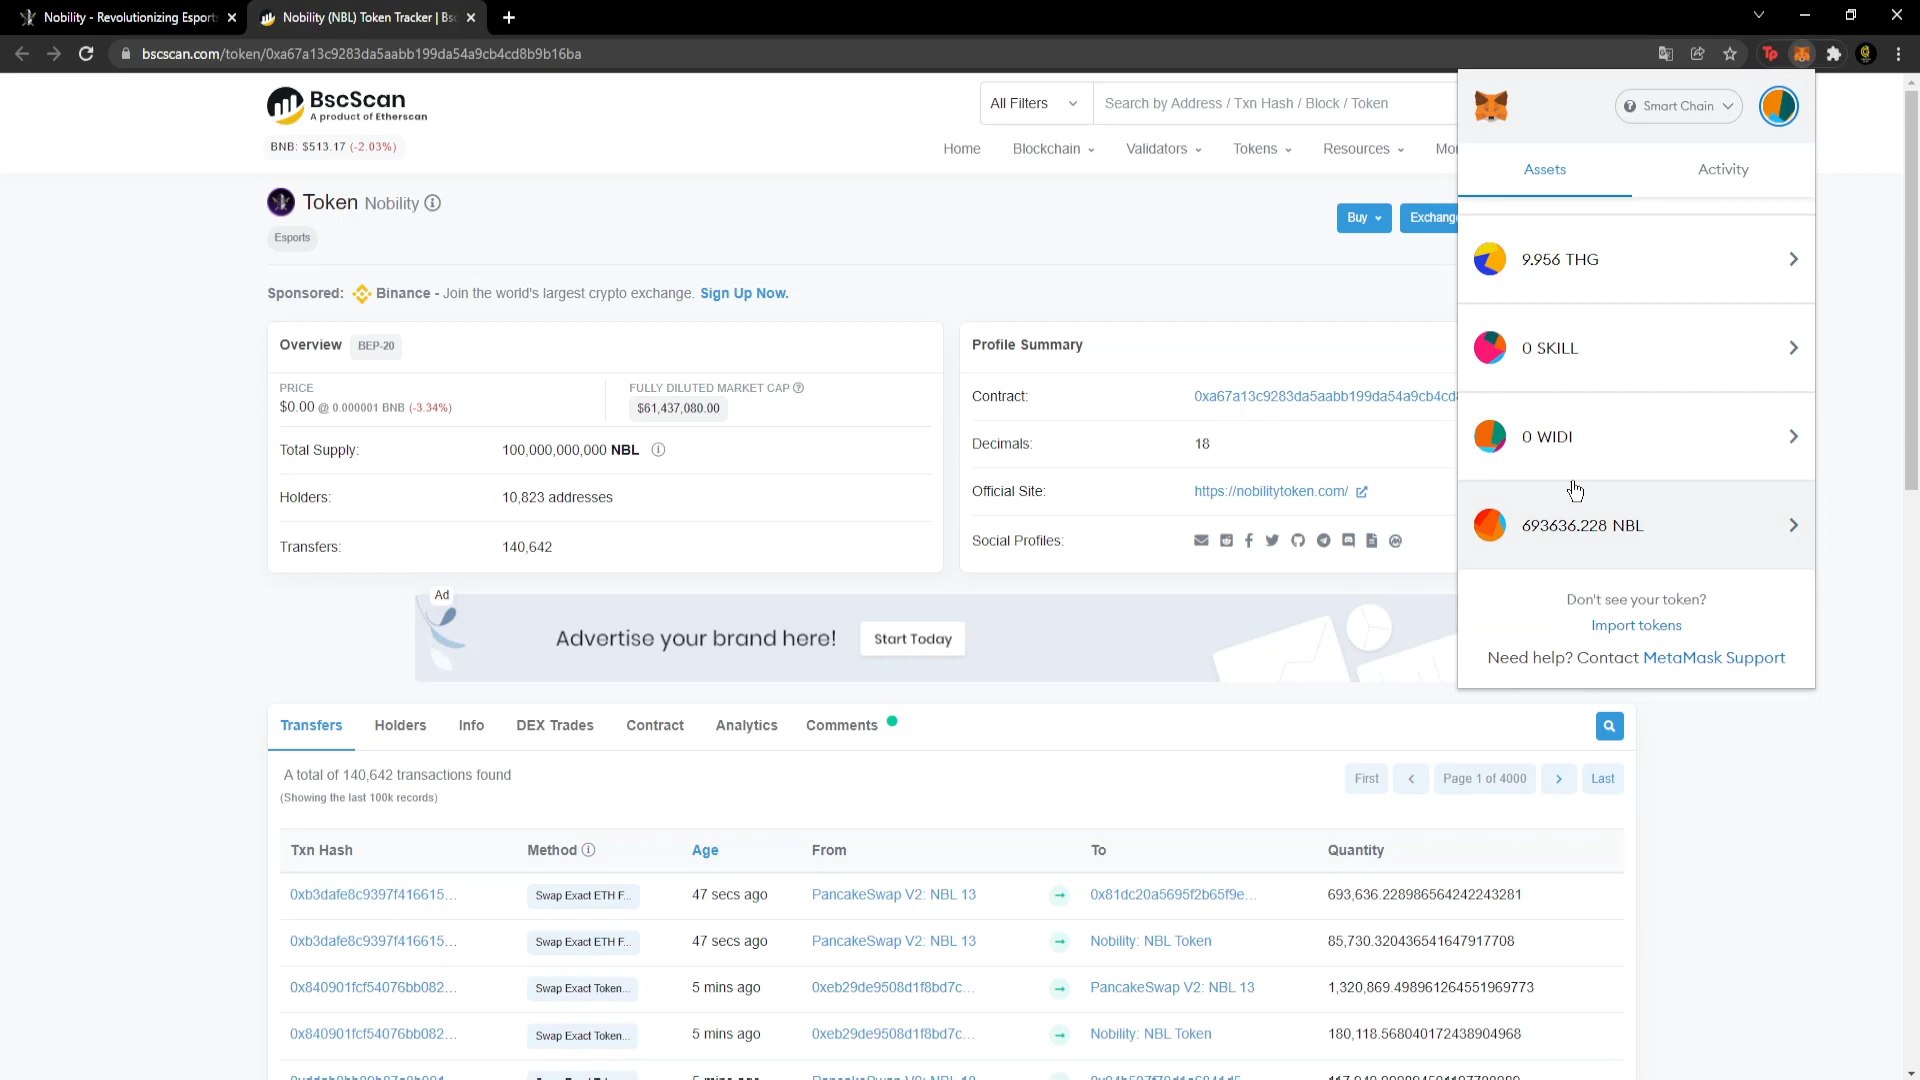 Nobility - Revolutionizing Esport
Nobility (NBL) Token Tracker | Bsc
bscscan.com/token/0xa67a13c9283da5aabb199da54a9cb4cd8b9b16ba
BscScan
A product of Etherscan
BNB: $513.17 (-2.03%)
All Filters
Search by Address / Txn Hash / Block / Token
Home
Blockchain
Validators
Tokens
Resources
Mor
Token Nobility
Esports
Buy
Exchange
Sponsored: Binance - Join the world's largest crypto exchange. Sign Up Now.
Overview BEP-20
PRICE
$0.00 @ 0.000001 BNB (-3.34%)
FULLY DILUTED MARKET CAP
$61,437,080.00
Total Supply: 100,000,000,000 NBL
Holders: 10,823 addresses
Transfers: 140,642
Profile Summary
Contract: 0xa67a13c9283da5aabb199da54a9cb4cd8
Decimals: 18
Official Site: https://nobilitytoken.com/
Social Profiles:
Smart Chain
Assets
Activity
9.956 THG
0 SKILL
0 WIDI
693636.228 NBL
Don't see your token?
Import tokens
Need help? Contact MetaMask Support
Ad
Advertise your brand here!
Start Today
Transfers
Holders
Info
DEX Trades
Contract
Analytics
Comments
A total of 140,642 transactions found
(Showing the last 100k records)
First
Page 1 of 4000
Last
Txn Hash Method Age From To Quantity
0xb3dafe8c9397f416615... Swap Exact ETH F... 47 secs ago PancakeSwap V2: NBL 13 0x81dc20a5695f2b65f9e... 693,636.228986564242243281
0xb3dafe8c9397f416615... Swap Exact ETH F... 47 secs ago PancakeSwap V2: NBL 13 Nobility: NBL Token 85,730.320436541647917708
0x840901fcf54076bb082... Swap Exact Token... 5 mins ago 0xeb29de9508d1f8bd7c... PancakeSwap V2: NBL 13 1,320,869.498961264551969773
0x840901fcf54076bb082... Swap Exact Token... 5 mins ago 0xeb29de9508d1f8bd7c... Nobility: NBL Token 180,118.568040172438904968